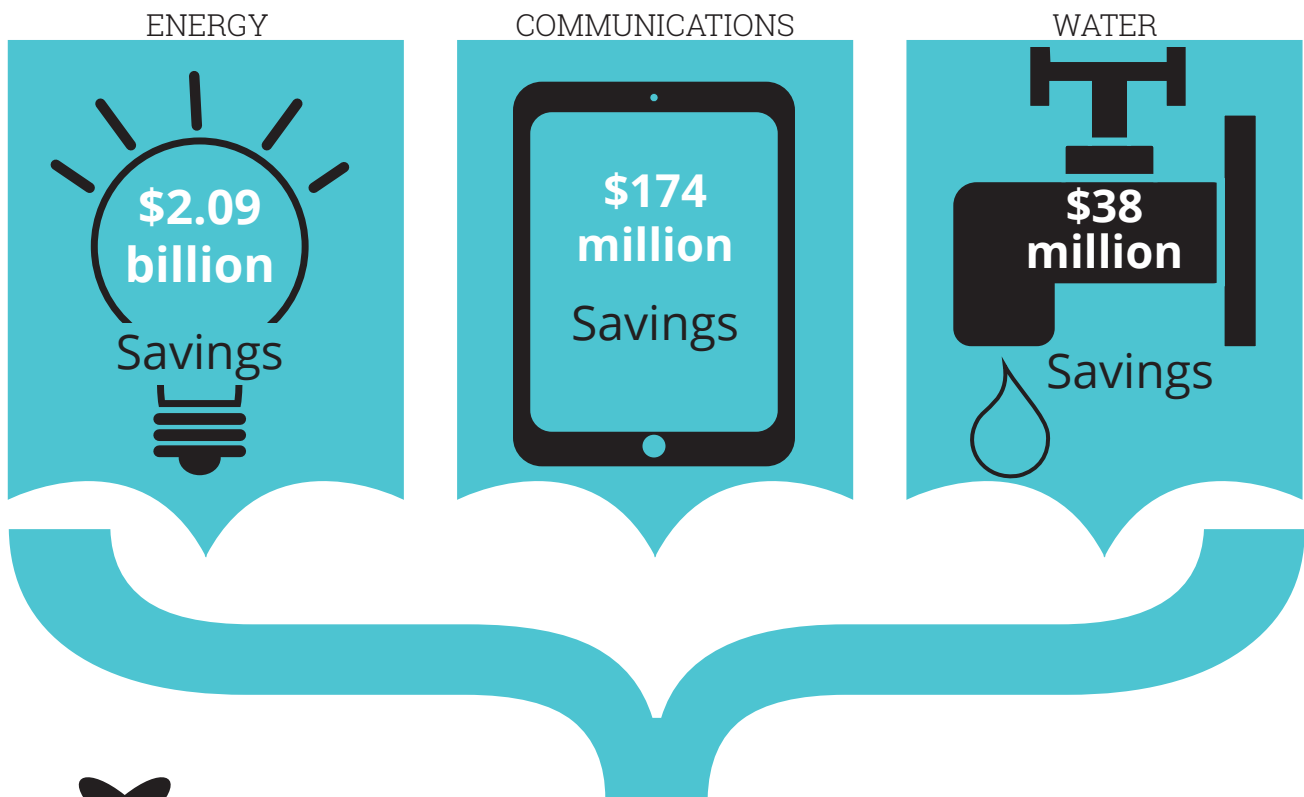 ENERGY
$2.09
billion
Savings
COMMUNICATIONS
$174
million
Savings
WATER
$38
million
Savings